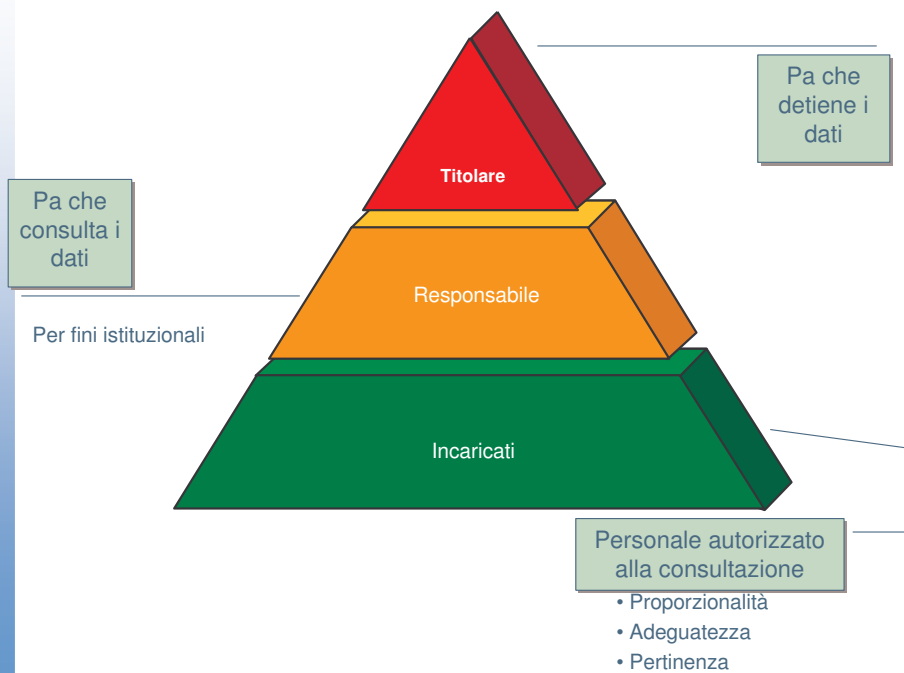 Pa che
detiene i
dati
Titolare
Pa che
consulta i
dati
Responsabile
Per fini istituzionali
Incaricati
Personale autorizzato
alla consultazione
• Proporzionalità
• Adeguatezza
• Pertinenza